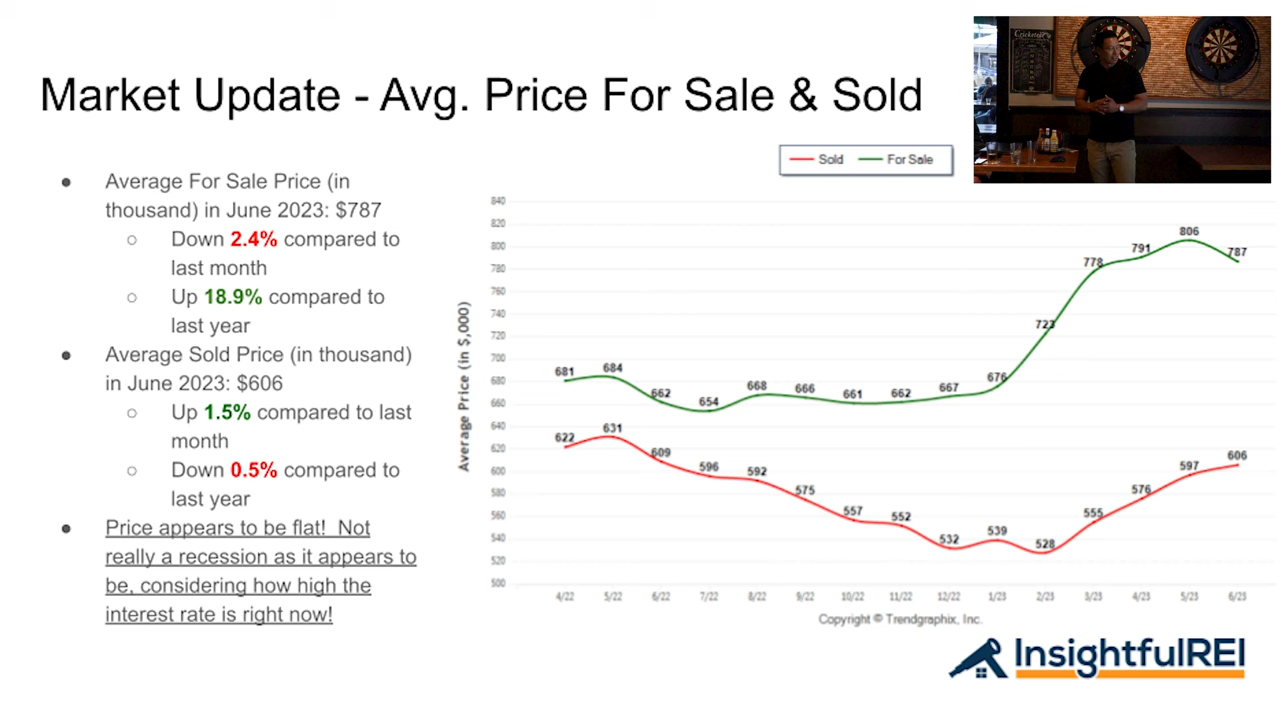 Market Update - Avg. Price For Sale & Sold
Cricketeer
● Average For Sale Price (in
thousand) in June 2023: $787
○ Down 2.4% compared to
last month
○ Up 18.9% compared to
last year
● Average Sold Price (in thousand)
in June 2023: $606
○ Up 1.5% compared to last
month
○ Down 0.5% compared to
last year
● Price appears to be flat!  Not
really a recession as it appears to
be, considering how high the
interest rate is right now!
Sold For Sale
Average Price (in $,000)
840
820
800
780
760
740
720
700
680
660
640
620
600
580
560
540
520
500
681 684 662 654 668 666 661 662 667 676 723 778 791 806 787
622 631 609 596 592 575 557 552 532 539 528 555 576 597 606
4/22 5/22 6/22 7/22 8/22 9/22 10/22 11/22 12/22 1/23 2/23 3/23 4/23 5/23 6/23
Copyright © Trendgraphix, Inc.
InsightfulREI